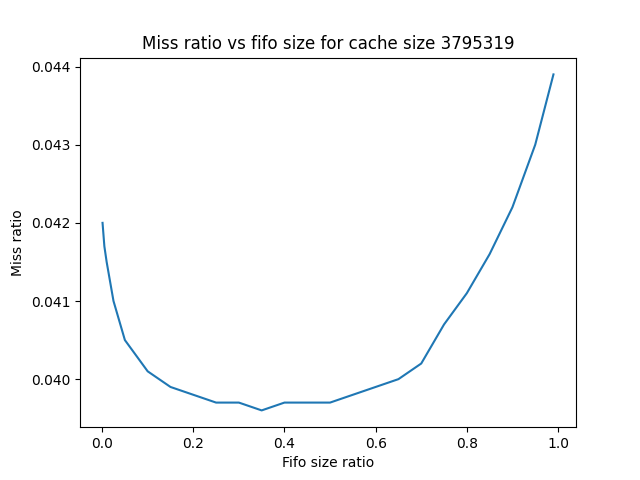 Miss ratio vs fifo size for cache size 3795319
0.044
0.043
0.042
0.041
0.040
Miss ratio
0.0 0.2 0.4 0.6 0.8 1.0
Fifo size ratio